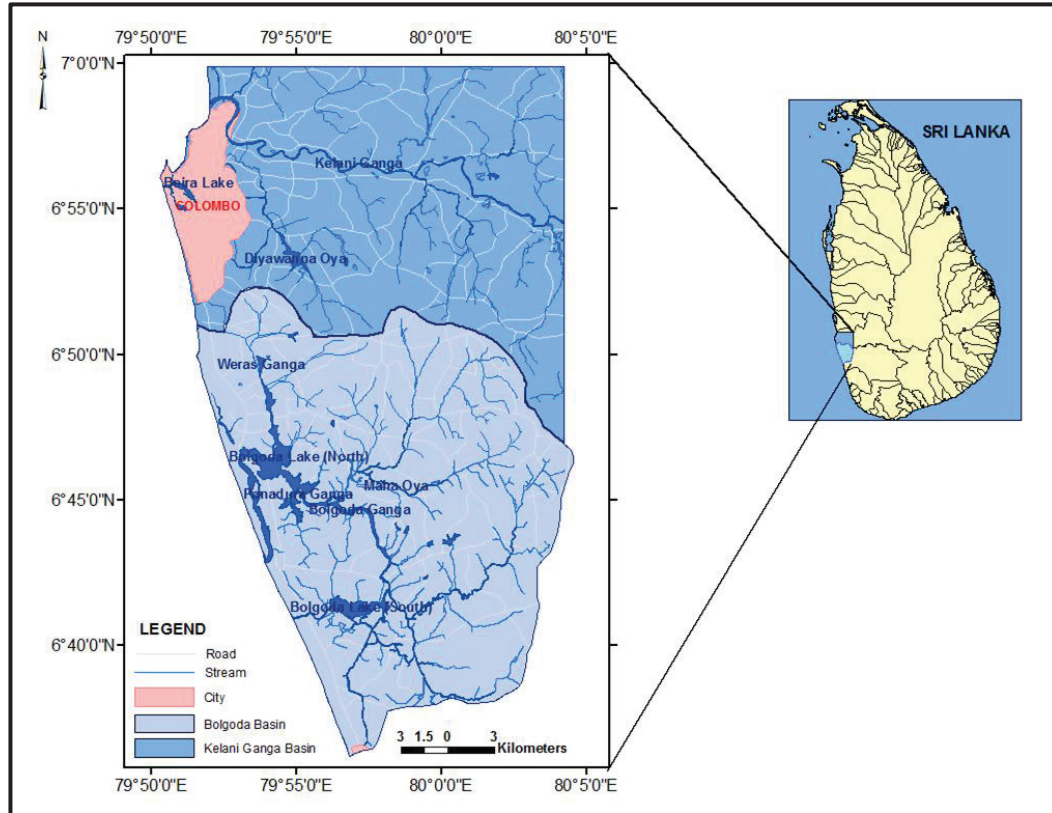 79°50'0"E 79°55'0"E 80°0'0"E 80°5'0"E
N
7°0'0"N
6°55'0"N
6°50'0"N
6°45'0"N
6°40'0"N
Kelani Ganga
Beira Lake
COLOMBO
Diyawanna Oya
Weras Ganga
Bolgoda Lake (North)
Maha Oya
Panadura Ganga
Bolgoda Ganga
Bolgoda Lake (South)
LEGEND
Road
Stream
City
Bolgoda Basin
Kelani Ganga Basin
3 1.5 0 3
Kilometers
79°50'0"E 79°55'0"E 80°0'0"E 80°5'0"E
SRI LANKA